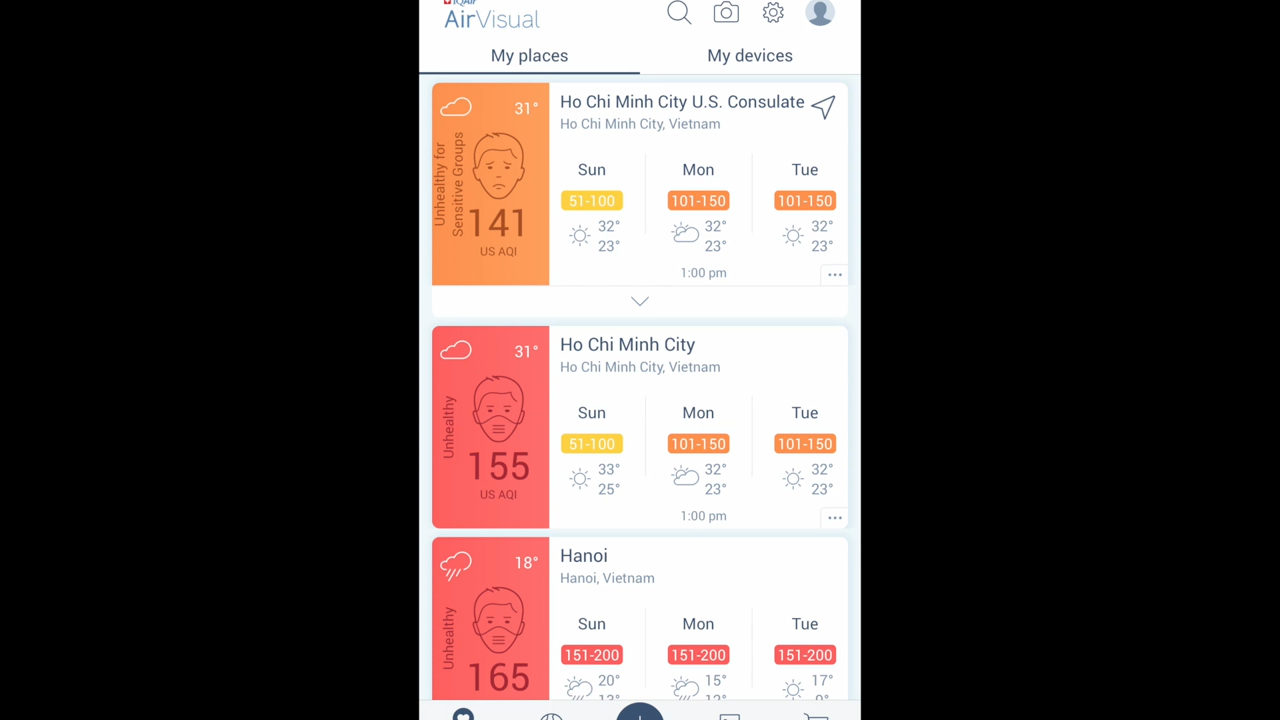 IQAir
AirVisual
My places
My devices
31°
Unhealthy for
Sensitive Groups
141
US AQI
Ho Chi Minh City U.S. Consulate
Ho Chi Minh City, Vietnam
Sun
Mon
Tue
51-100
101-150
101-150
32°
32°
32°
23°
23°
23°
1:00 pm
31°
Unhealthy
155
US AQI
Ho Chi Minh City
Ho Chi Minh City, Vietnam
Sun
Mon
Tue
51-100
101-150
101-150
33°
32°
32°
25°
23°
23°
1:00 pm
18°
Unhealthy
165
Hanoi
Hanoi, Vietnam
Sun
Mon
Tue
151-200
151-200
151-200
20°
15°
17°